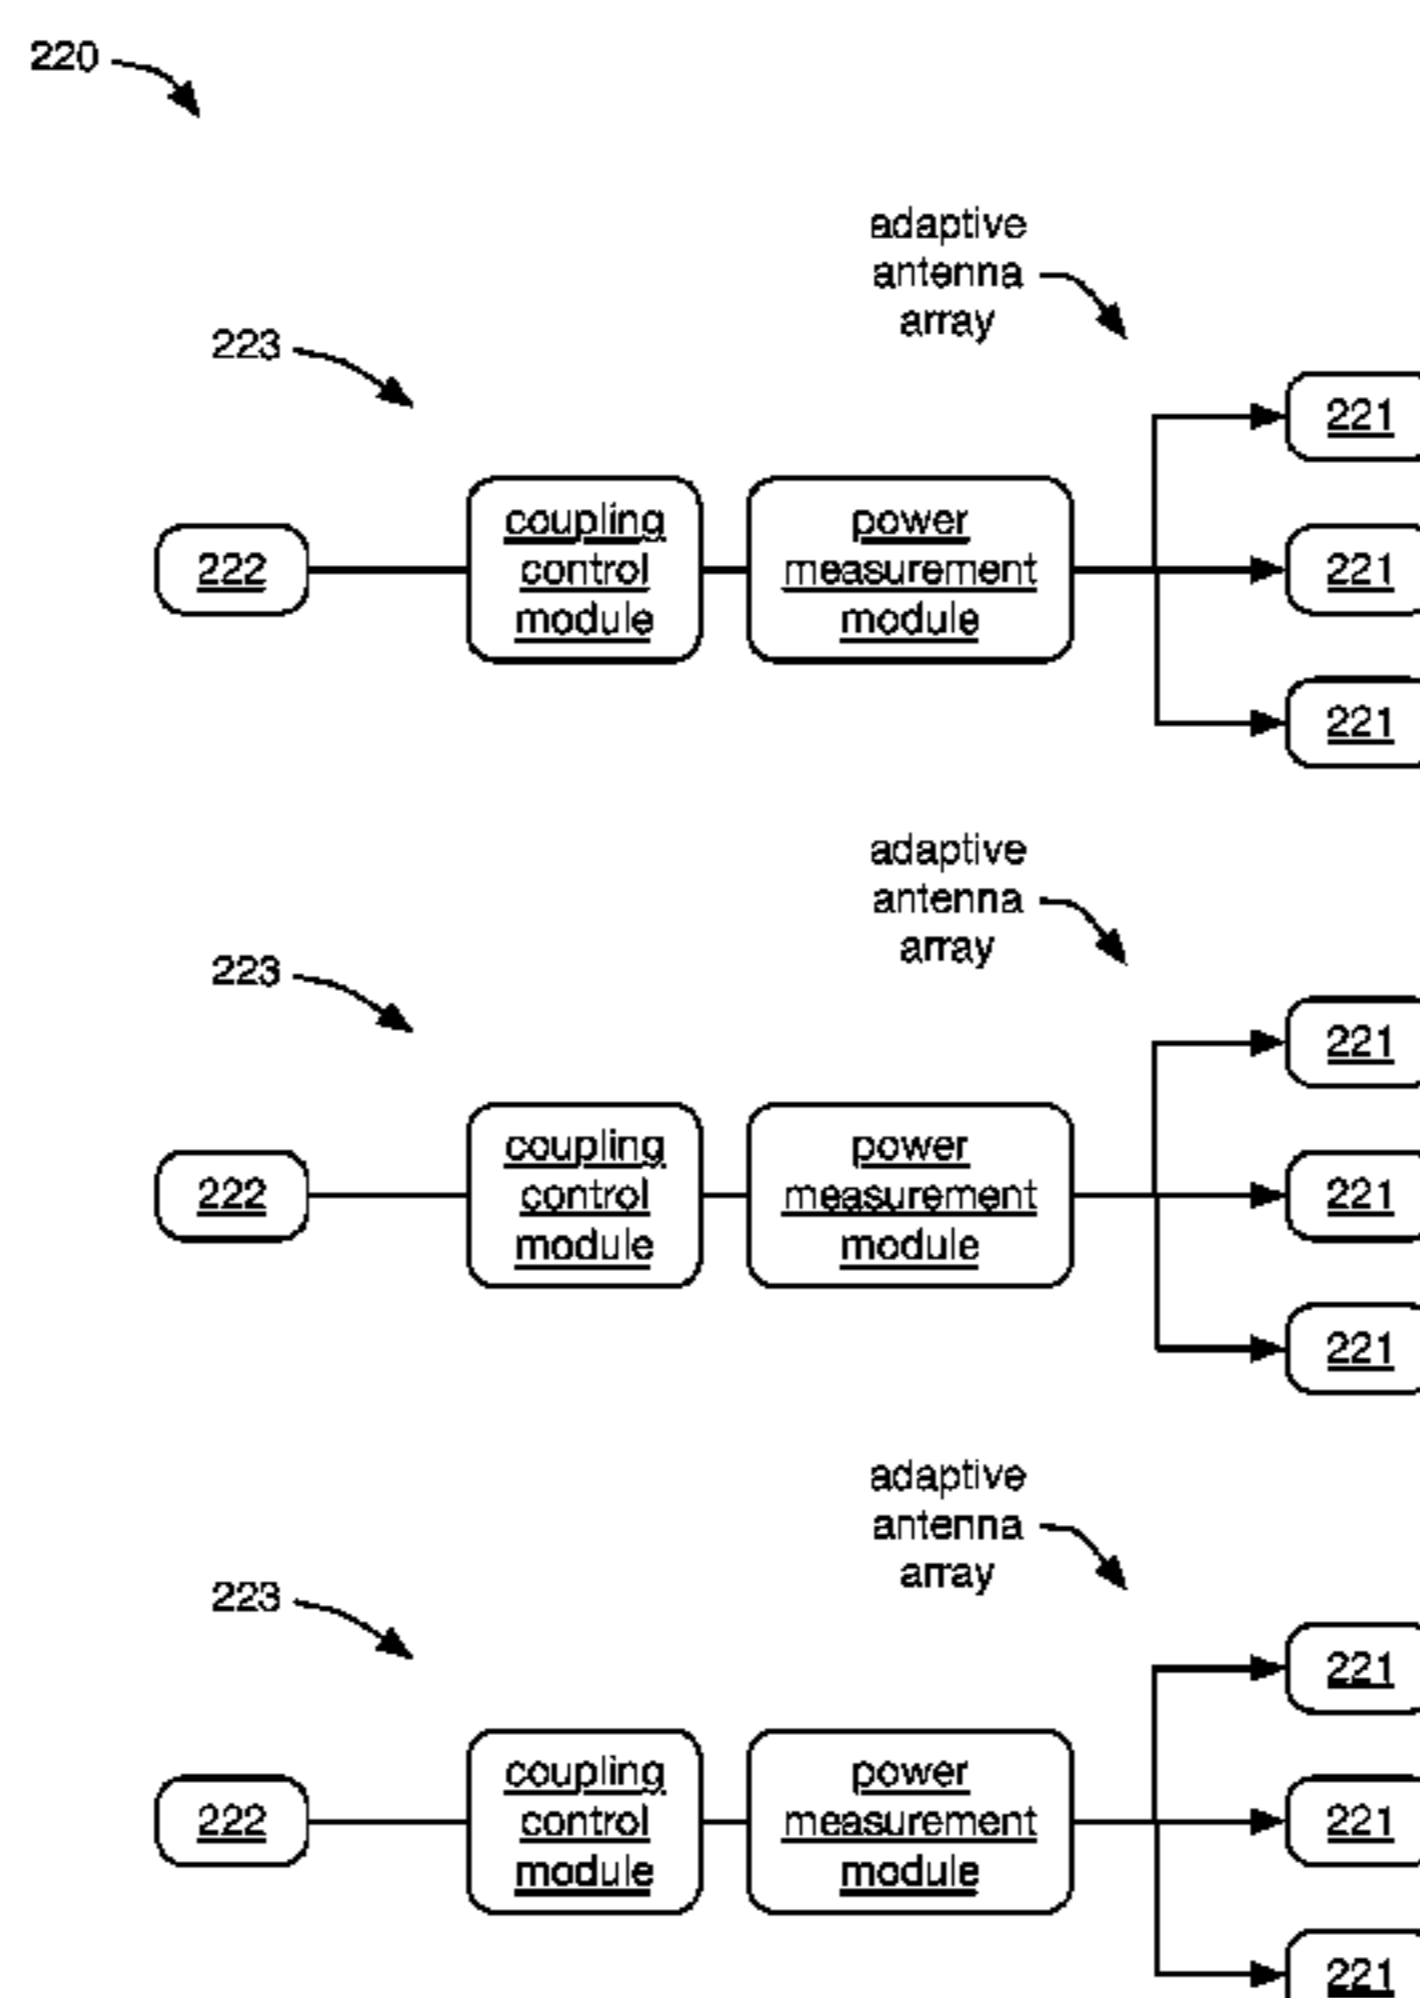 220
adaptive
antenna
array
223
221
coupling
control
module
power
measurement
module
222
221
221
adaptive
antenna
array
223
221
coupling
control
module
power
measurement
module
222
221
221
adaptive
antenna
array
223
221
coupling
control
module
power
measurement
module
222
221
221